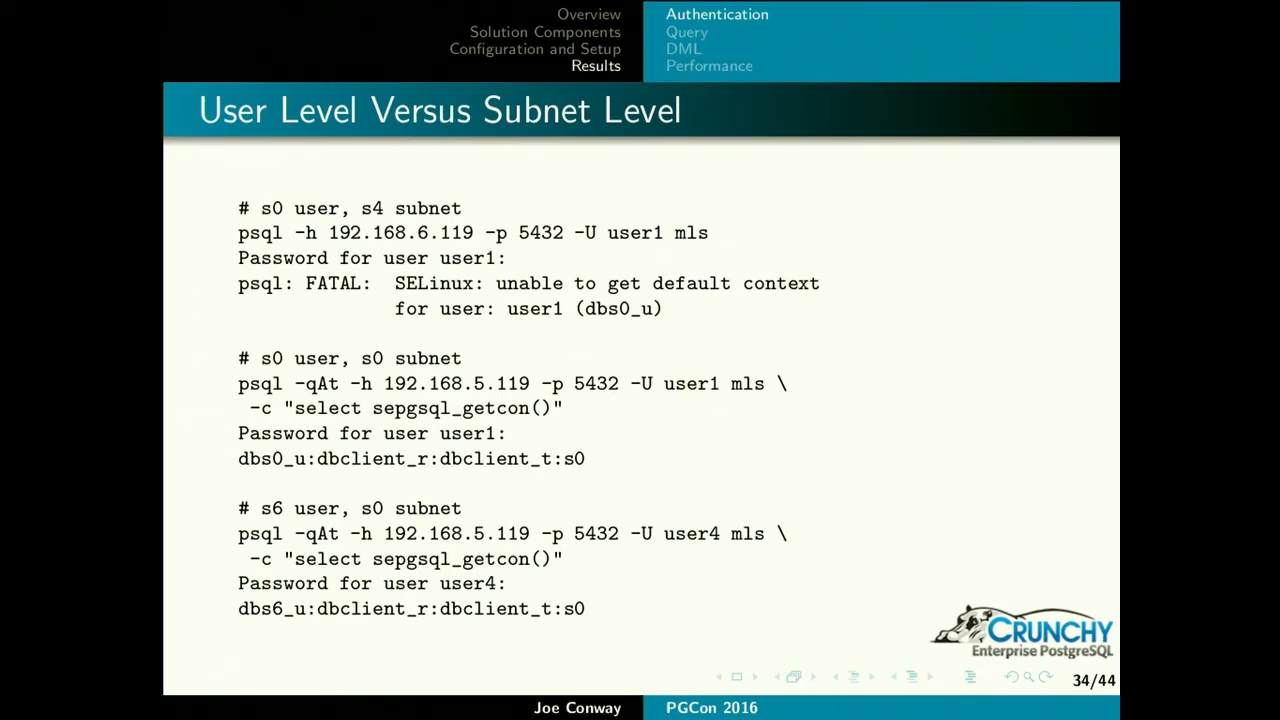 Overview
Solution Components
Configuration and Setup
Results
Authentication
Query
DML
Performance
User Level Versus Subnet Level
# s0 user, s4 subnet
psql -h 192.168.6.119 -p 5432 -U user1 mls
Password for user user1:
psql: FATAL:  SELinux: unable to get default context
              for user: user1 (dbs0_u)
# s0 user, s0 subnet
psql -qAt -h 192.168.5.119 -p 5432 -U user1 mls \
 -c "select sepgsql_getcon()"
Password for user user1:
dbs0_u:dbclient_r:dbclient_t:s0
# s6 user, s0 subnet
psql -qAt -h 192.168.5.119 -p 5432 -U user4 mls \
 -c "select sepgsql_getcon()"
Password for user user4:
dbs6_u:dbclient_r:dbclient_t:s0
CRUNCHY
Enterprise PostgreSQL
34/44
Joe Conway
PGCon 2016